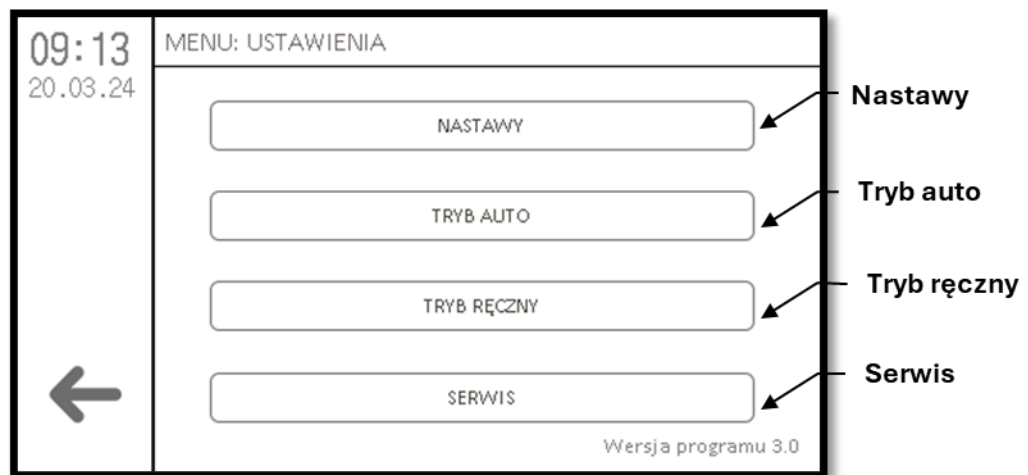 09:13
20.03.24
MENU: USTAWIENIA
NASTAWY
Nastawy
TRYB AUTO
Tryb auto
TRYB RĘCZNY
Tryb ręczny
SERWIS
Serwis
Wersja programu 3.0